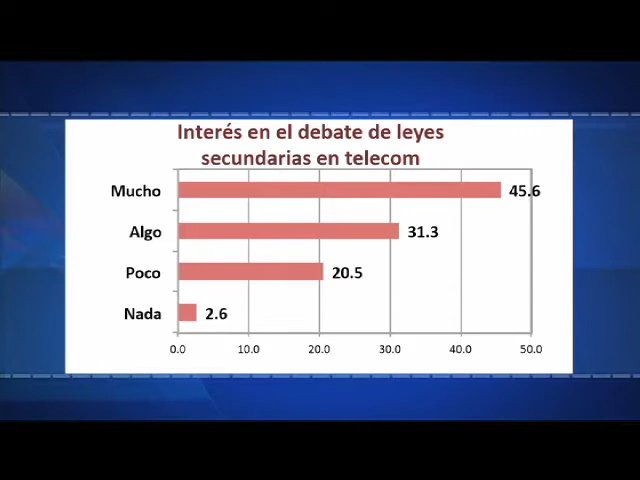 Interés en el debate de leyes
secundarias en telecom
Mucho 45.6
Algo 31.3
Poco 20.5
Nada 2.6
0.0 10.0 20.0 30.0 40.0 50.0